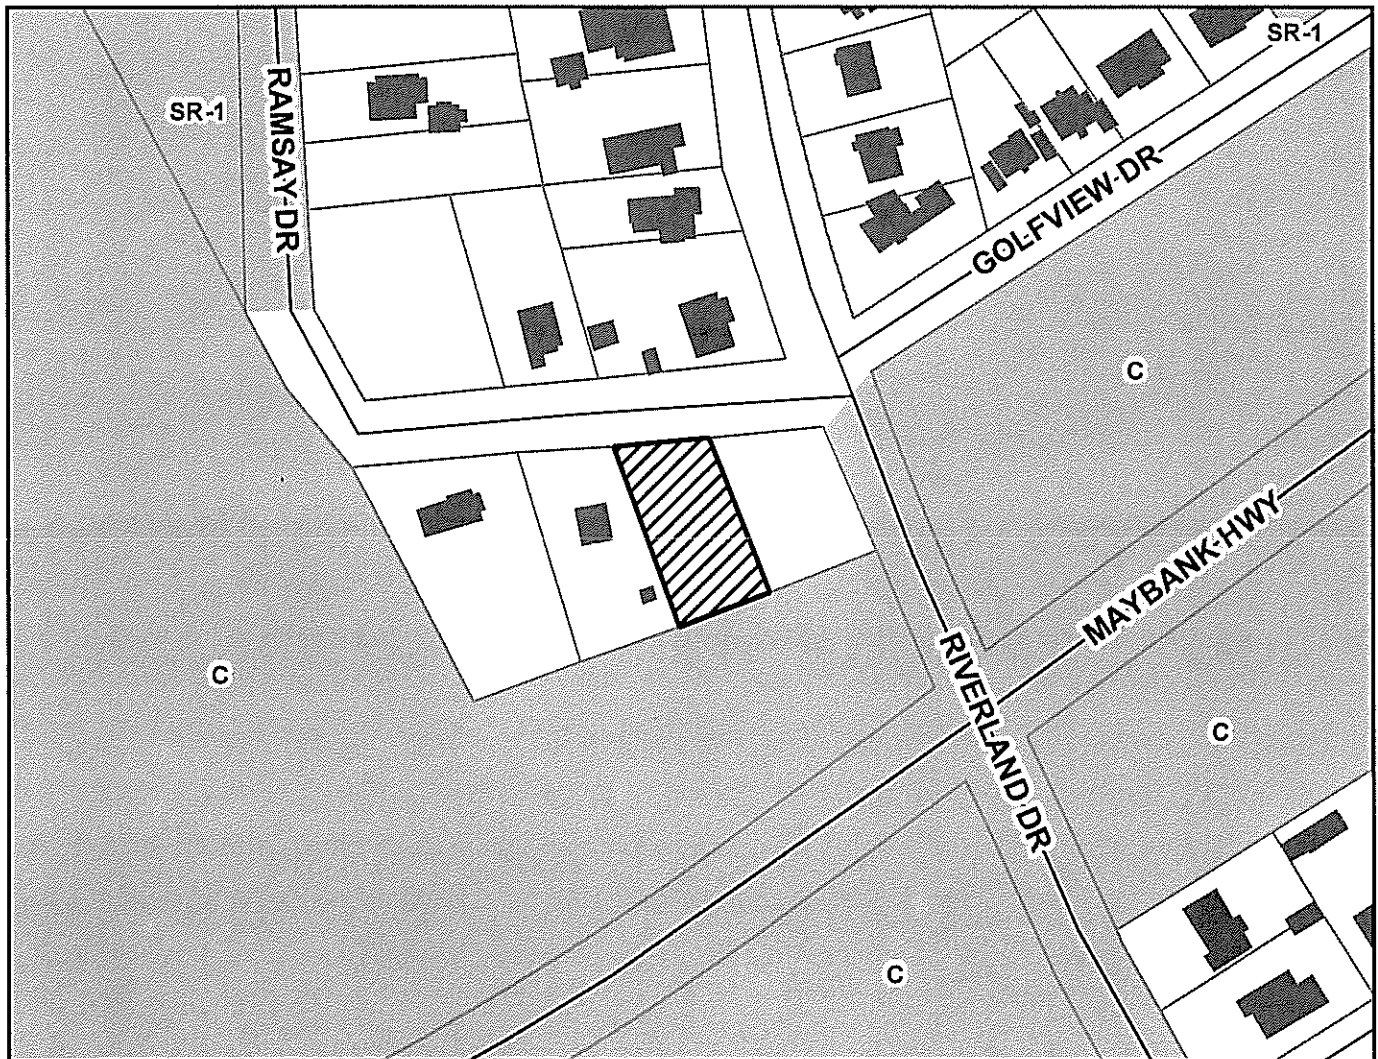 SR-1
SR-1
RAMSAY DR
GOLFVIEW DR
C
MAYBANK HWY
C
RIVERLAND DR
C
C